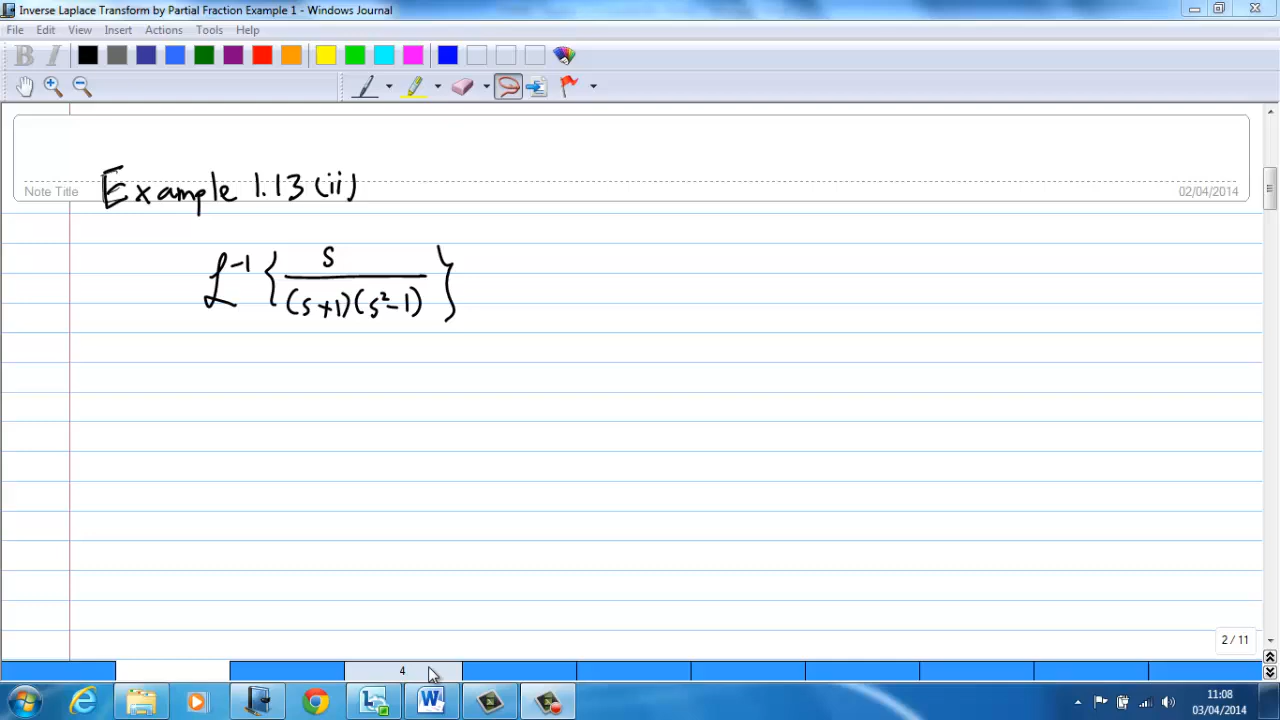 Inverse Laplace Transform by Partial Fraction Example 1 - Windows Journal
File Edit View Insert Actions Tools Help
B I
Example 1.13 (ii)
Note Title 02/04/2014
ℒ⁻¹ { s / ((s+1)(s²-1)) }
2 / 11
4
W
11:08
03/04/2014